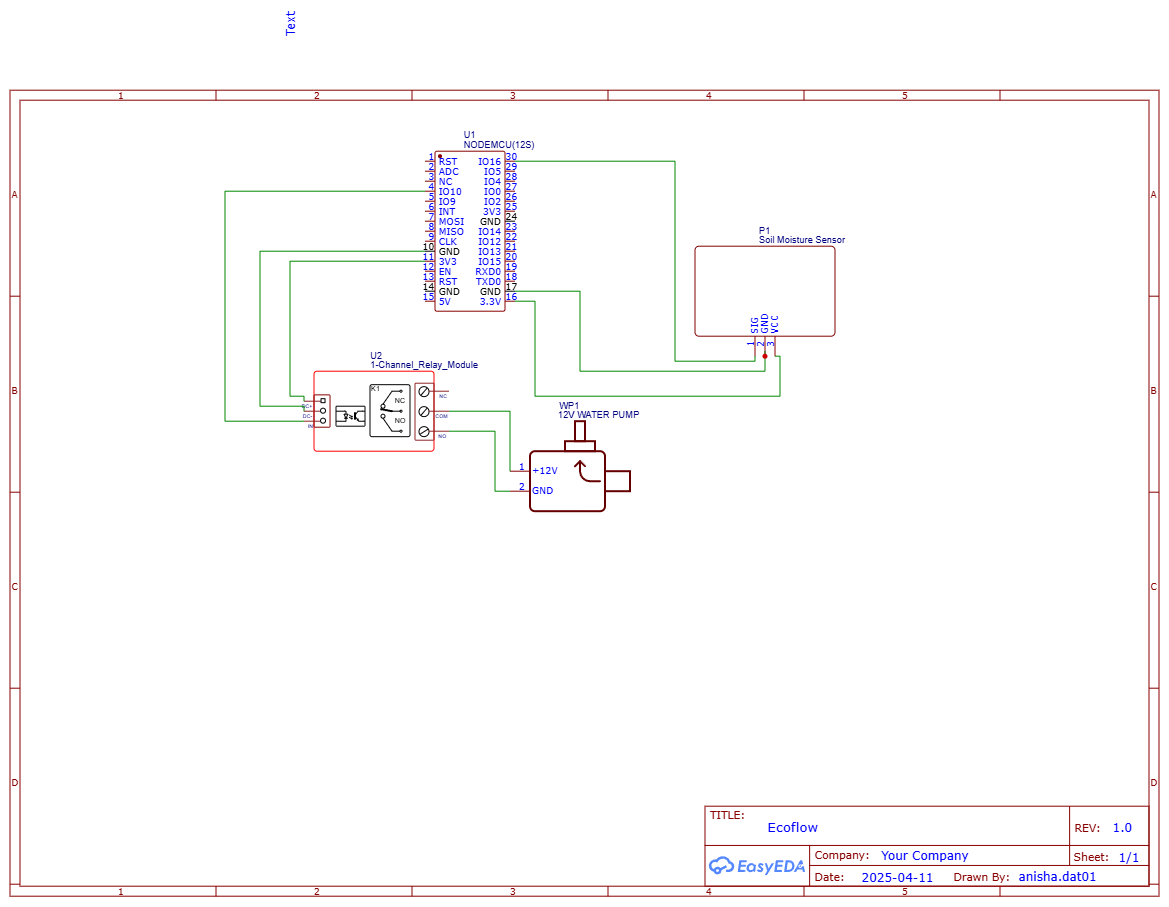 Text
1 2 3 4 5
A A
B B
C C
D D
U1
NODEMCU(12S)
1 RST IO16 30
2 ADC IO5 29
3 NC IO4 28
4 IO10 IO0 27
5 IO9 IO2 26
6 INT 3V3 25
7 MOSI GND 24
8 MISO IO14 23
9 CLK IO12 22
10 GND IO13 21
11 3V3 IO15 20
12 EN RXD0 19
13 RST TXD0 18
14 GND GND 17
15 5V 3.3V 16
P1
Soil Moisture Sensor
SIG GND VCC
1 2 3
U2
1-Channel_Relay_Module
K1
NC
NO
DC+
DC-
IN
NC
COM
NO
WP1
12V WATER PUMP
1 +12V
2 GND
TITLE:
Ecoflow
REV: 1.0
EasyEDA
Company: Your Company
Sheet: 1/1
Date: 2025-04-11 Drawn By: anisha.dat01
1 2 3 4 5